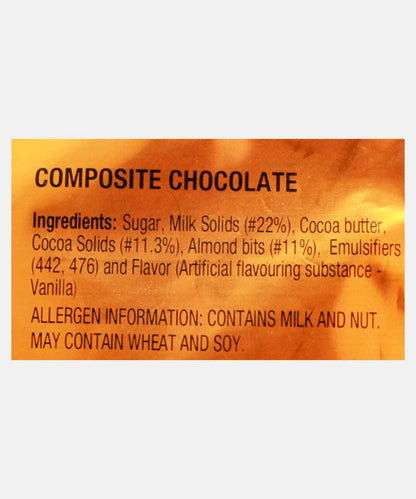 COMPOSITE CHOCOLATE
Ingredients: Sugar, Milk Solids (#22%), Cocoa butter,
Cocoa Solids (#11.3%), Almond bits (#11%), Emulsifiers
(442, 476) and Flavor (Artificial flavouring substance -
Vanilla)
ALLERGEN INFORMATION: CONTAINS MILK AND NUT.
MAY CONTAIN WHEAT AND SOY.